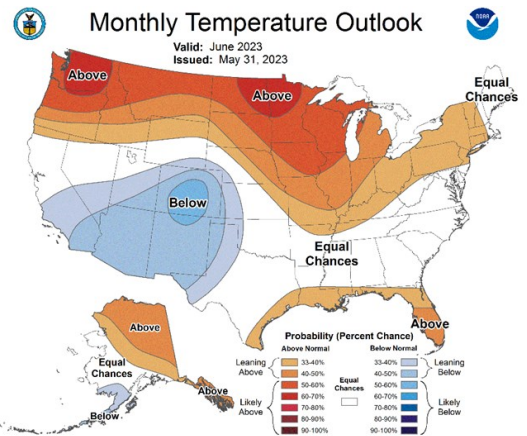 Monthly Temperature Outlook
NOAA
Valid: June 2023
Issued: May 31, 2023
Above
Above
Equal
Chances
Below
Equal
Chances
Above
Above
Equal
Chances
Below
Above
Probability (Percent Chance)
Above Normal
Below Normal
Leaning
Above
Likely
Above
33-40%
40-50%
50-60%
60-70%
70-80%
80-90%
90-100%
Equal
Chances
33-40%
40-50%
50-60%
60-70%
70-80%
80-90%
90-100%
Leaning
Below
Likely
Below